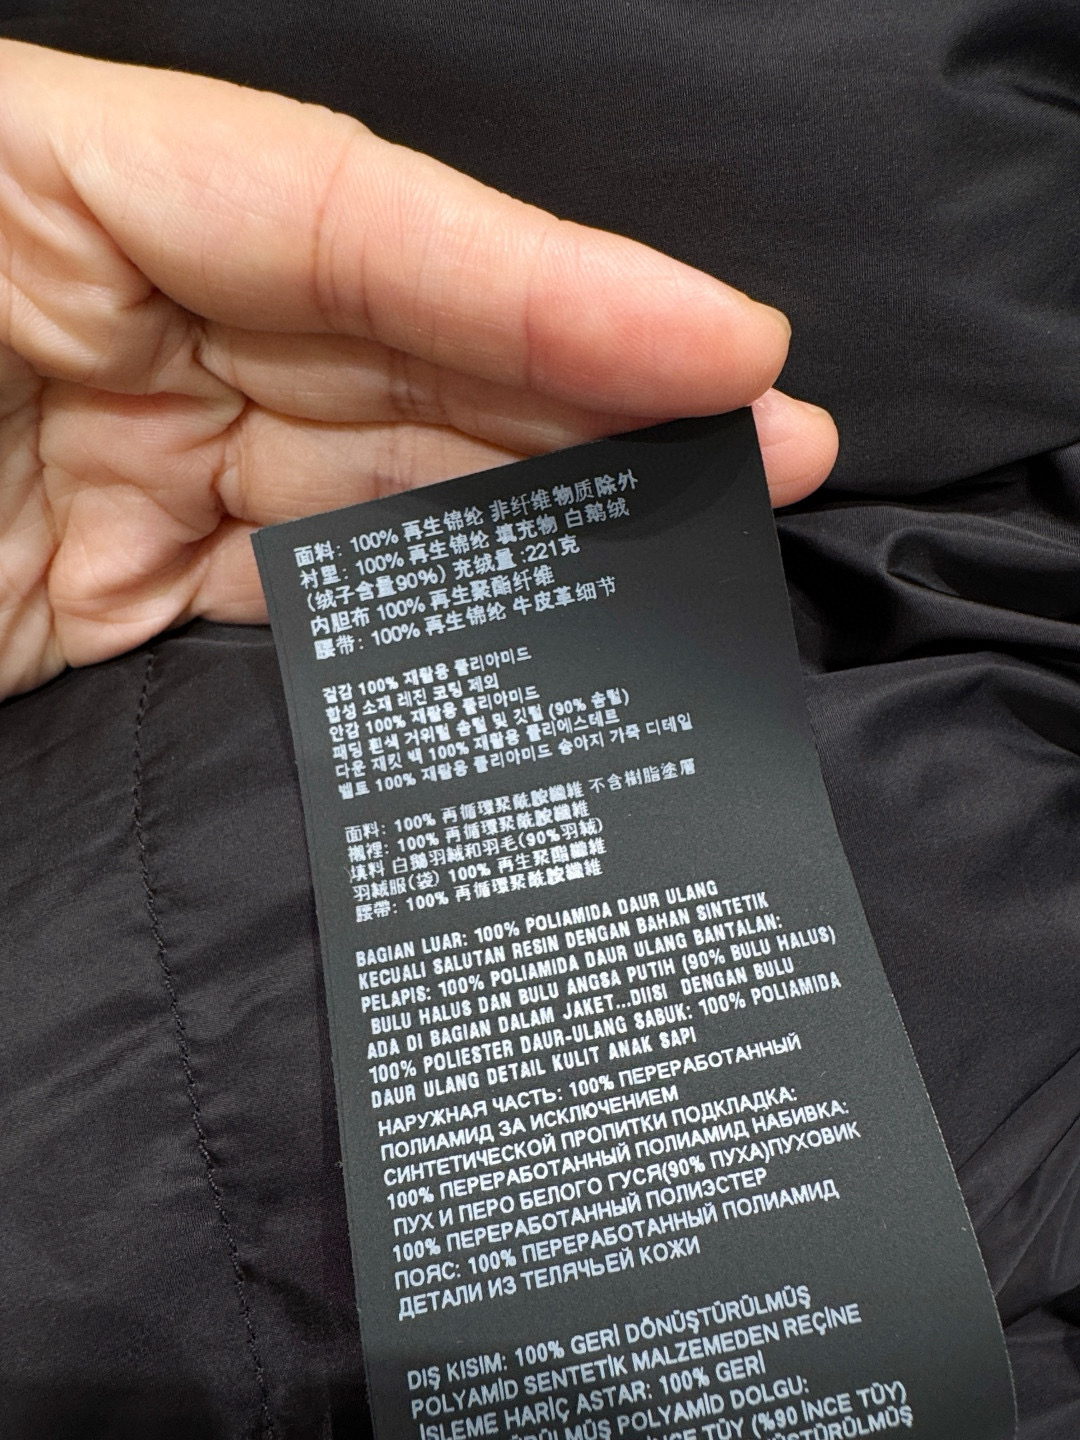 面料: 100% 再生锦纶 非纤维物质除外
衬里: 100% 再生锦纶 填充物 白鹅绒
(绒子含量90%) 充绒量:221克
内胆布 100% 再生聚酯纤维
腰带: 100% 再生锦纶 牛皮革细节
겉감 100% 재활용 폴리아미드
합성 소재 레진 코팅 제외
안감 100% 재활용 폴리아미드
패딩 흰색 거위털 솜털 및 깃털 (90% 솜털)
다운 재킷 백 100% 재활용 폴리에스테르
벨트 100% 재활용 폴리아미드 송아지 가죽 디테일
面料: 100% 再循環聚酰胺纖維 不含樹脂塗層
襯裡: 100% 再循環聚酰胺纖維
填料 白鵝羽絨和羽毛(90%羽絨)
羽絨服(袋) 100% 再生聚酯纖維
腰帶: 100% 再循環聚酰胺纖維
BAGIAN LUAR: 100% POLIAMIDA DAUR ULANG
KECUALI SALUTAN RESIN DENGAN BAHAN SINTETIK
PELAPIS: 100% POLIAMIDA DAUR ULANG BANTALAN:
BULU HALUS DAN BULU ANGSA PUTIH (90% BULU HALUS)
ADA DI BAGIAN DALAM JAKET...DIISI DENGAN BULU
100% POLIESTER DAUR-ULANG SABUK: 100% POLIAMIDA
DAUR ULANG DETAIL KULIT ANAK SAPI
НАРУЖНАЯ ЧАСТЬ: 100% ПЕРЕРАБОТАННЫЙ
ПОЛИАМИД ЗА ИСКЛЮЧЕНИЕМ
СИНТЕТИЧЕСКОЙ ПРОПИТКИ ПОДКЛАДКА:
100% ПЕРЕРАБОТАННЫЙ ПОЛИАМИД НАБИВКА:
ПУХ И ПЕРО БЕЛОГО ГУСЯ(90% ПУХА)ПУХОВИК
100% ПЕРЕРАБОТАННЫЙ ПОЛИЭСТЕР
ПОЯС: 100% ПЕРЕРАБОТАННЫЙ ПОЛИАМИД
ДЕТАЛИ ИЗ ТЕЛЯЧЬЕЙ КОЖИ
DIŞ KISIM: 100% GERİ DÖNÜŞTÜRÜLMÜŞ
POLYAMİD SENTETİK MALZEMEDEN REÇİNE
İŞLEME HARİÇ ASTAR: 100% GERİ
POLYAMİD DOLGU:
TÜY (%90 İNCE TÜY)